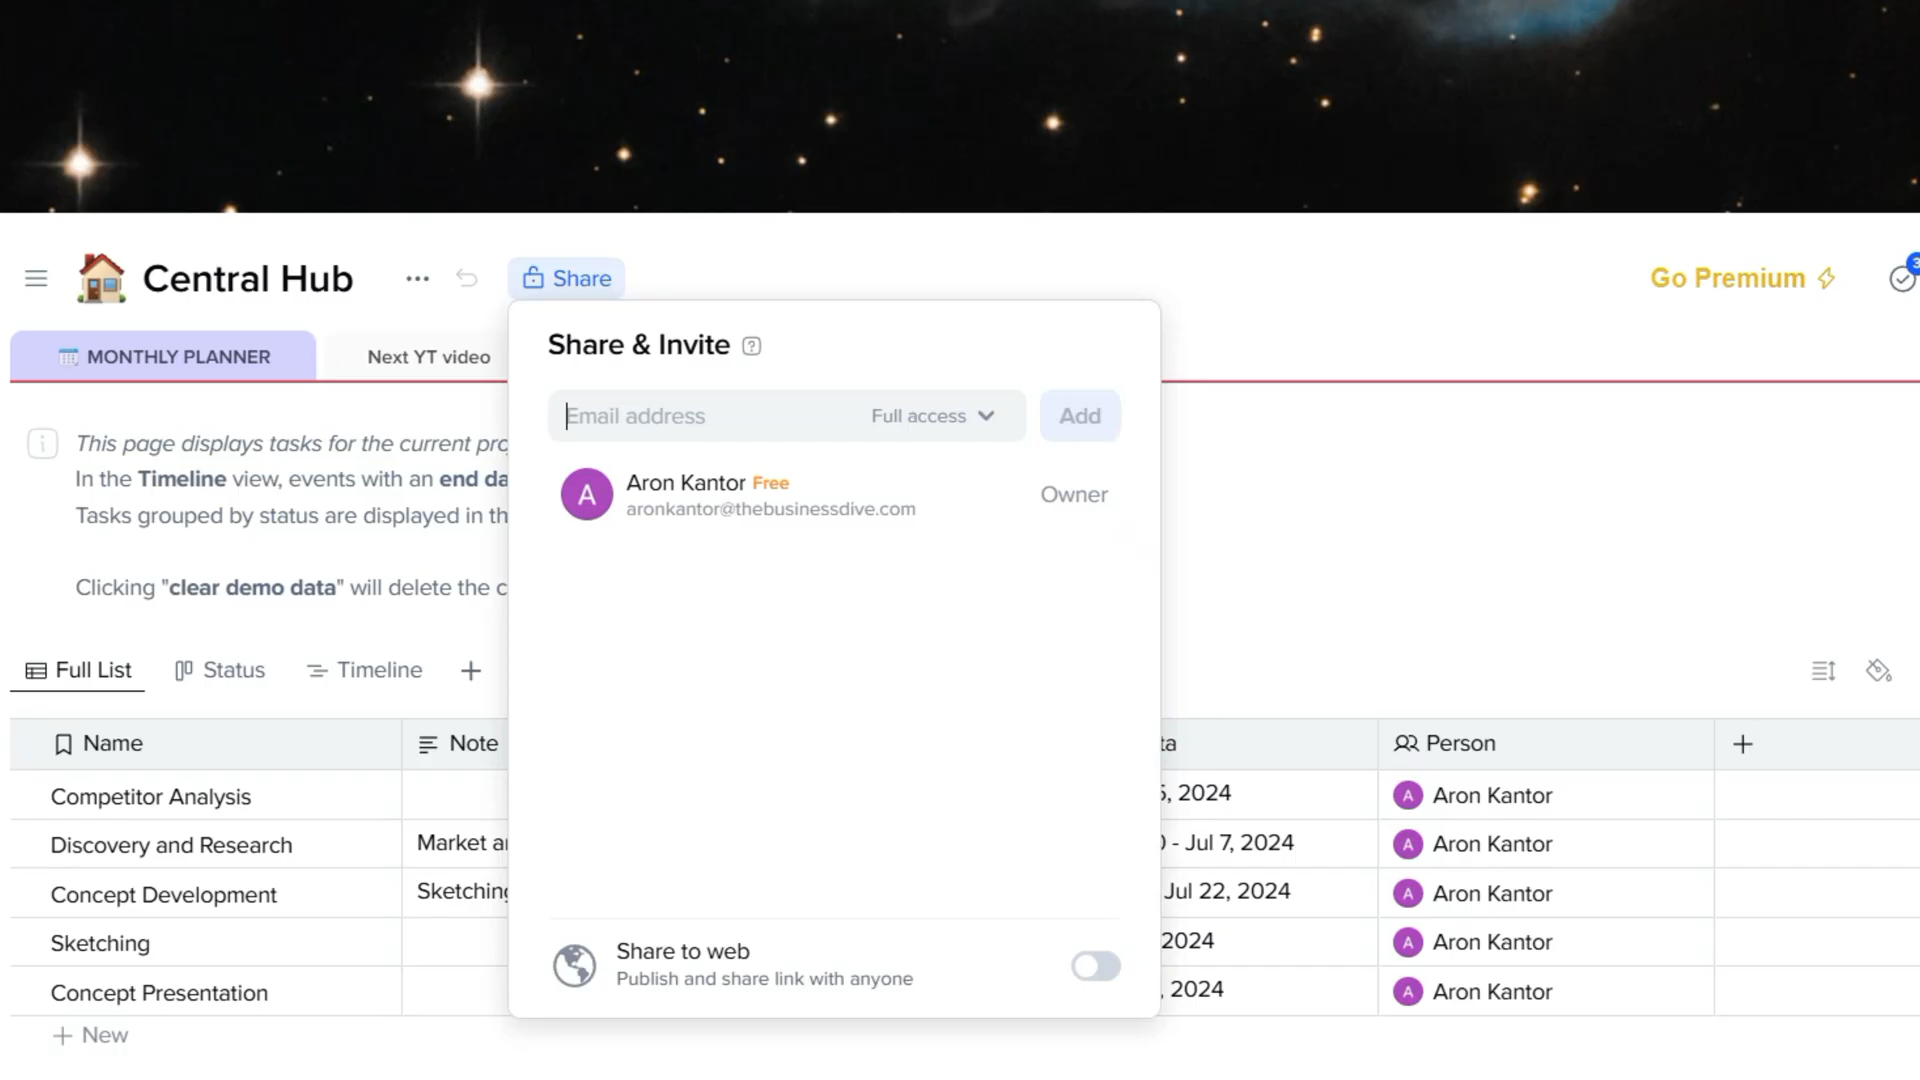 Central Hub
Share
Go Premium
3
MONTHLY PLANNER
Next YT video
Share & Invite
Email address
Full access
Add
A
Aron Kantor Free
aronkantor@thebusinessdive.com
Owner
This page displays tasks for the current pro
In the Timeline view, events with an end da
Tasks grouped by status are displayed in th
Clicking "clear demo data" will delete the c
Full List
Status
Timeline
Name
Note
ta
Person
Competitor Analysis
5, 2024
A Aron Kantor
Discovery and Research
Market a
0 - Jul 7, 2024
A Aron Kantor
Concept Development
Sketching
Jul 22, 2024
A Aron Kantor
Sketching
2024
A Aron Kantor
Concept Presentation
, 2024
A Aron Kantor
New
Share to web
Publish and share link with anyone